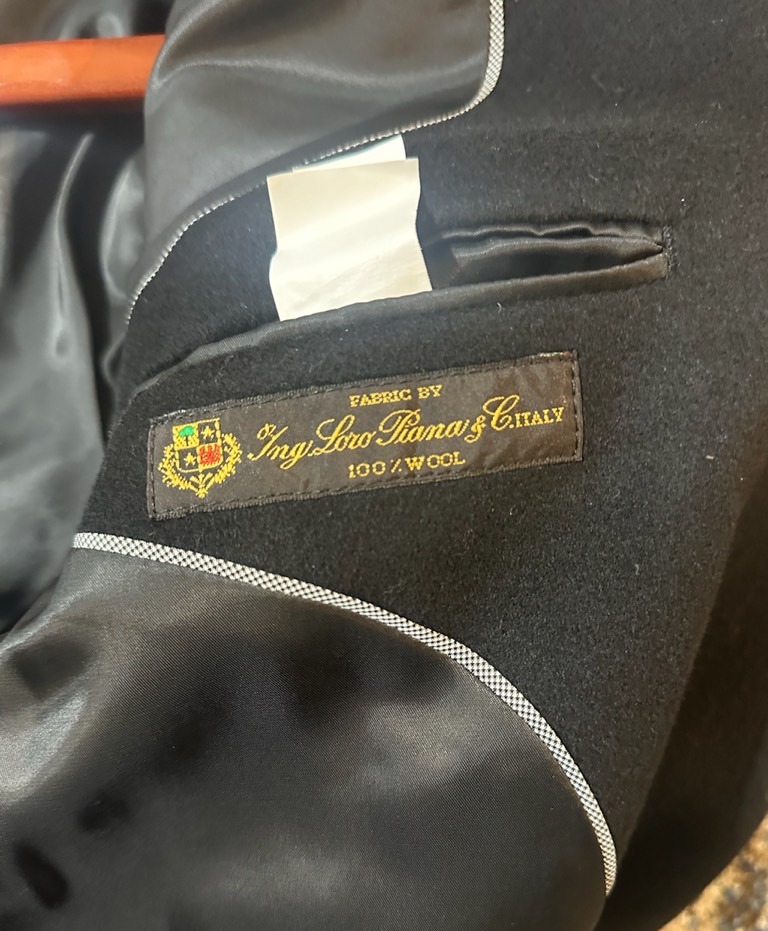 FABRIC BY
Ing. Loro Piana & C. ITALY
100% WOOL